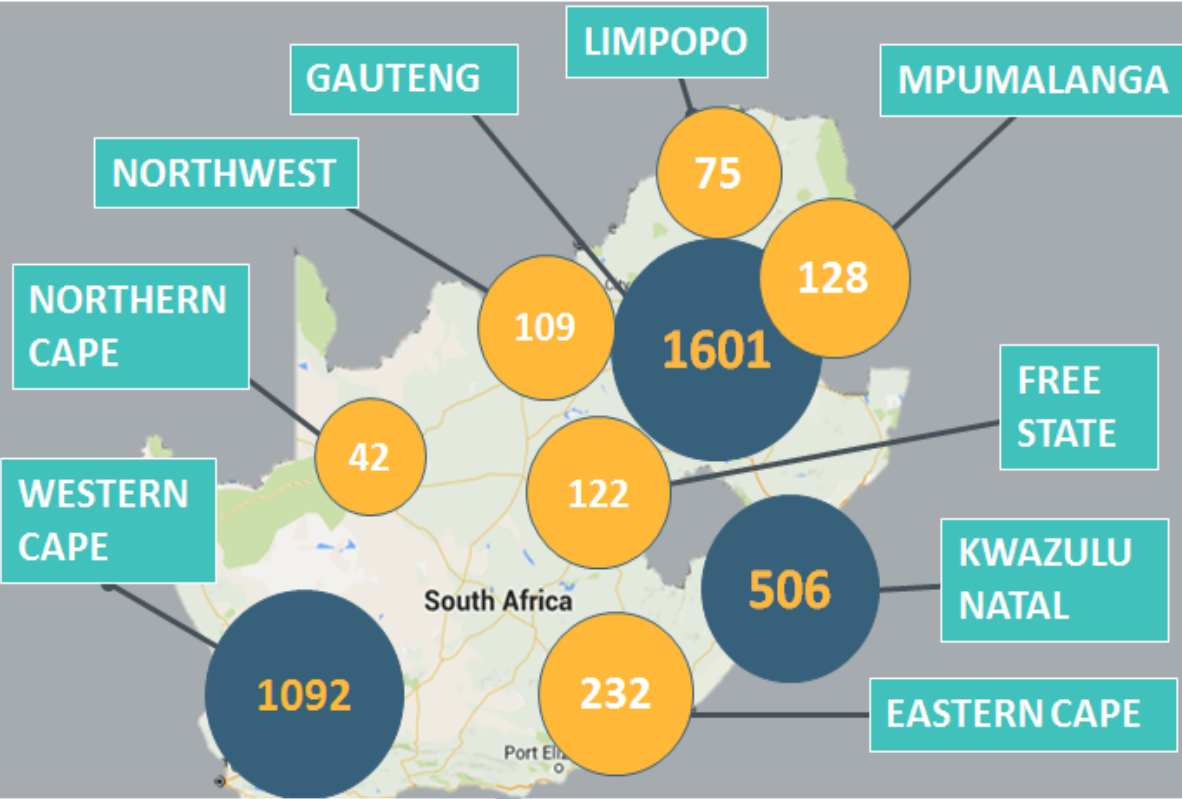 LIMPOPO
GAUTENG
MPUMALANGA
NORTHWEST
75
128
NORTHERN
CAPE
109
1601
FREE
STATE
42
122
WESTERN
CAPE
KWAZULU
NATAL
506
South Africa
1092
232
EASTERN CAPE
Port